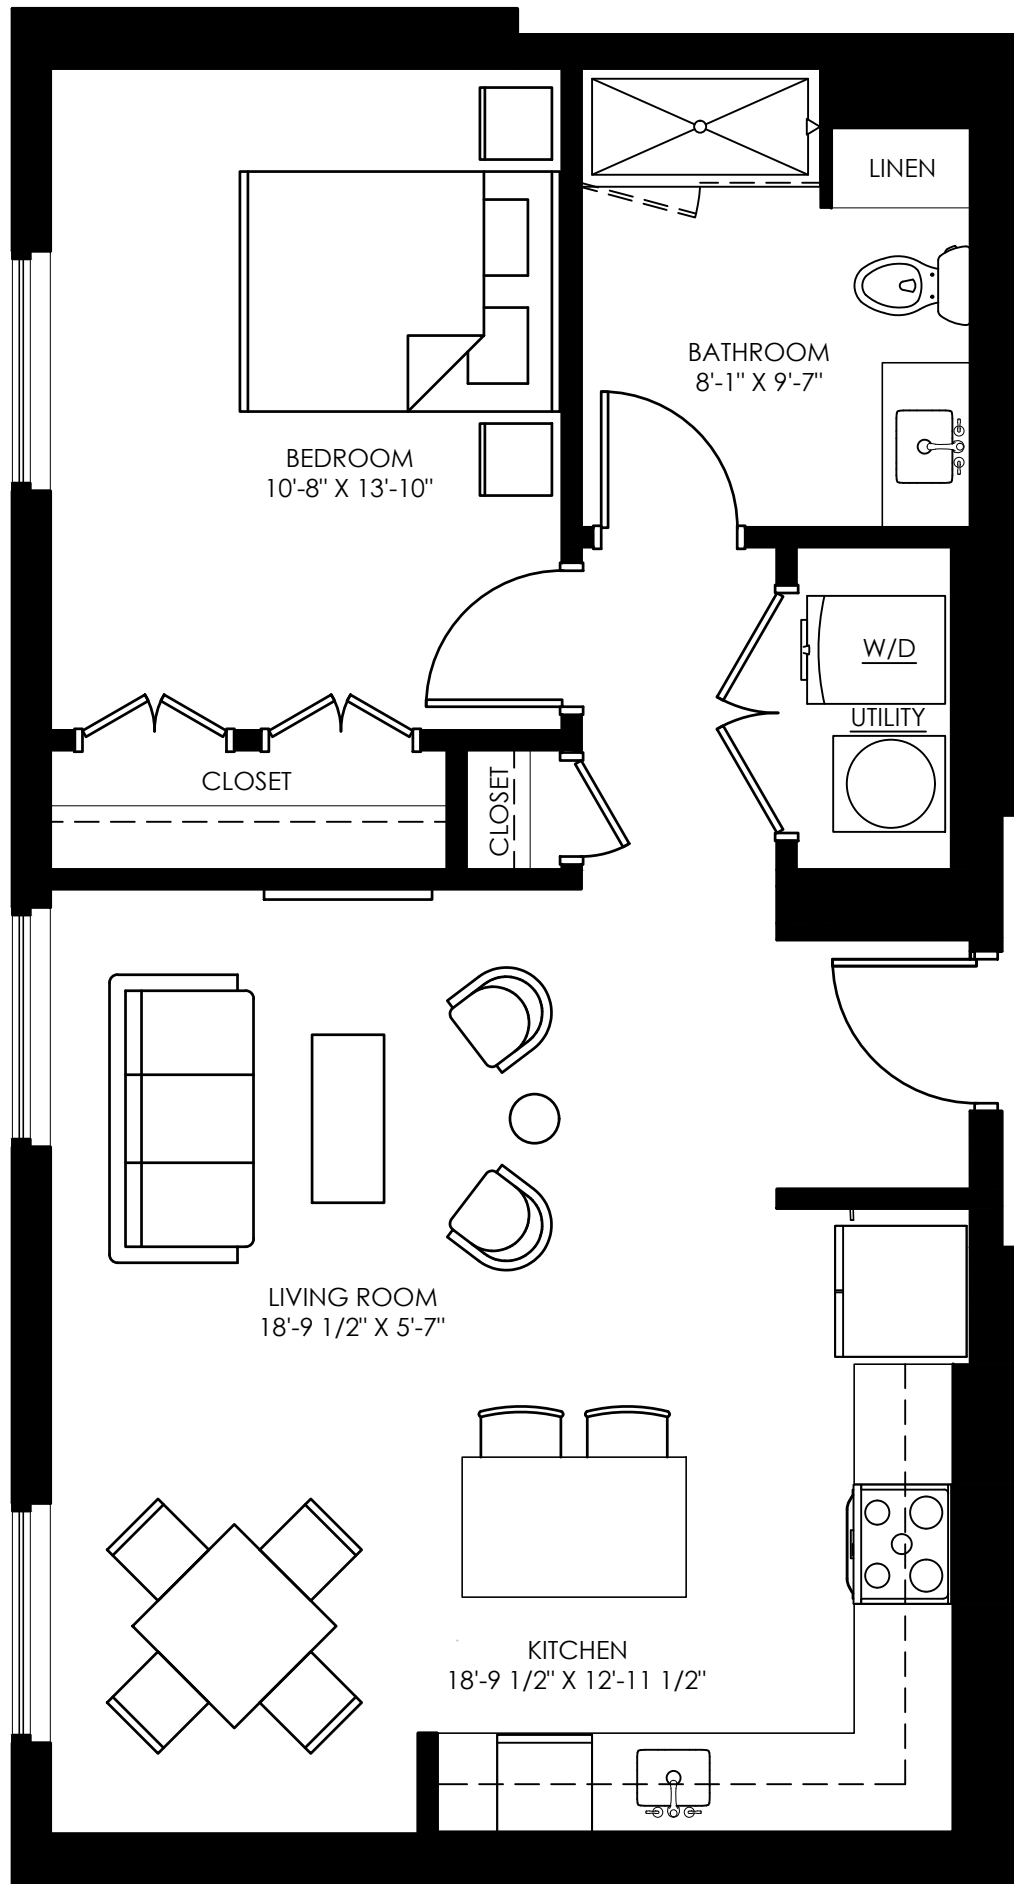 LINEN
BATHROOM
8'-1" X 9'-7"
BEDROOM
10'-8" X 13'-10"
W/D
UTILITY
CLOSET
CLOSET
LIVING ROOM
18'-9 1/2" X 5'-7"
KITCHEN
18'-9 1/2" X 12'-11 1/2"